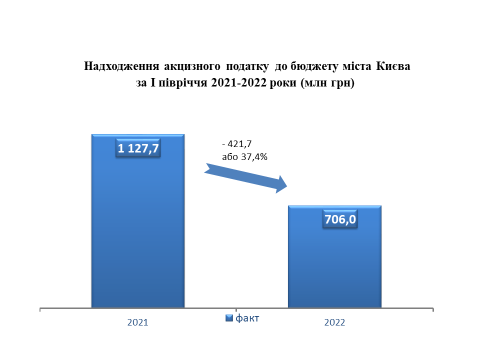 Надходження акцизного податку до бюджету міста Києва
за І півріччя 2021-2022 роки (млн грн)
1 127,7
- 421,7
або 37,4%
706,0
2021
2022
факт